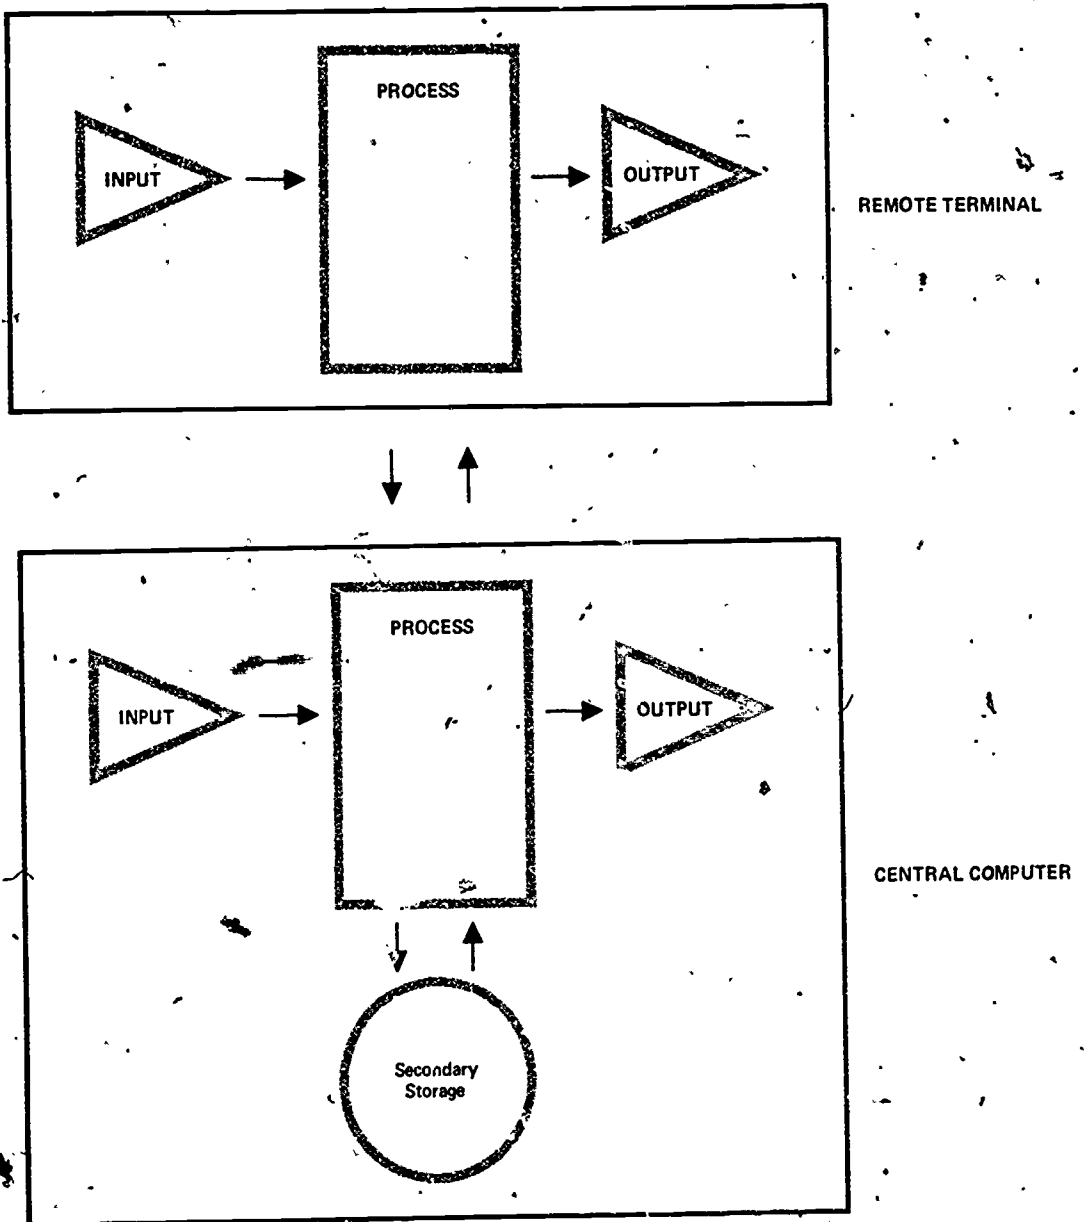 PROCESS
INPUT
OUTPUT
REMOTE TERMINAL
PROCESS
INPUT
OUTPUT
CENTRAL COMPUTER
Secondary
Storage